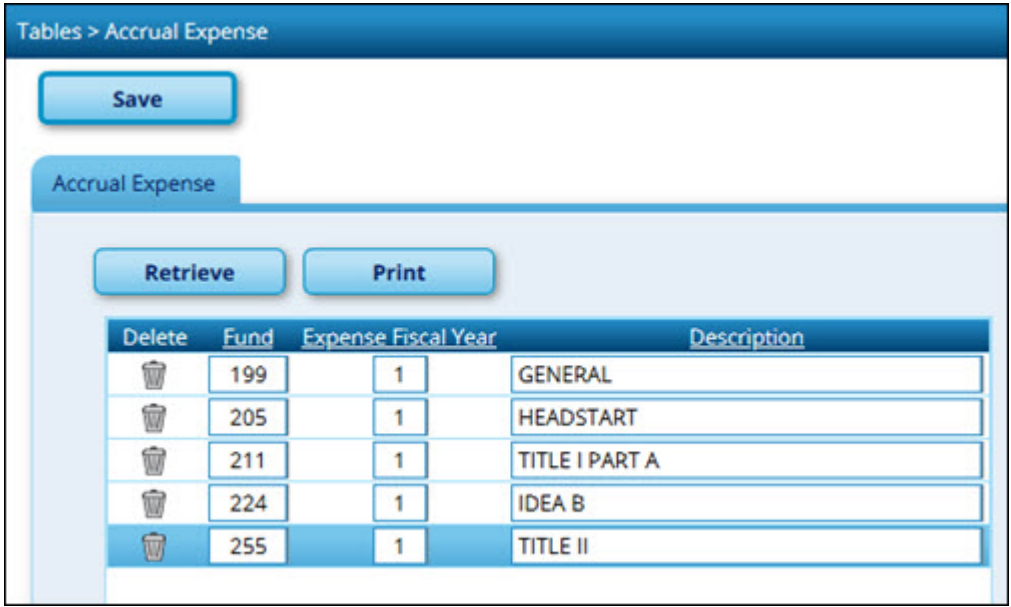 Tables > Accrual Expense
Save
Accrual Expense
Retrieve Print
Delete Fund Expense Fiscal Year Description
199 1 GENERAL
205 1 HEADSTART
211 1 TITLE I PART A
224 1 IDEA B
255 1 TITLE II